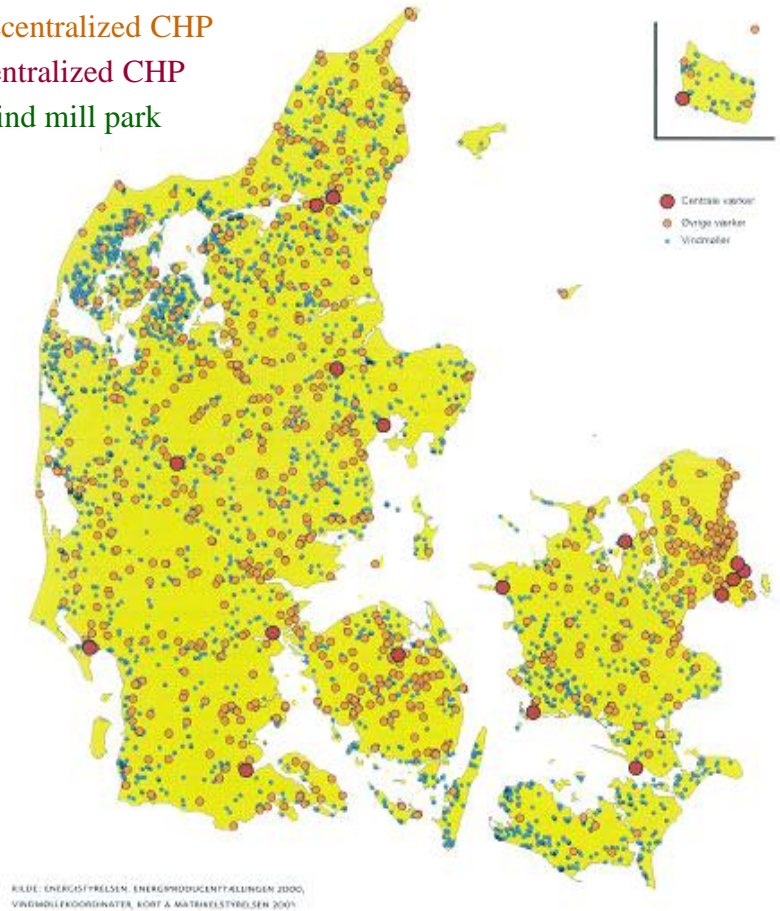 centralized CHP
entralized CHP
ind mill park
Centrale værker
Øvrige værker
Vindmøller
KILDE: ENERGISTYRELSEN. ENERGIPRODUCENTTÆLLINGEN 2000,
VINDMØLLEKOORDINATER, KORT & MATRIKELSTYRELSEN 2001